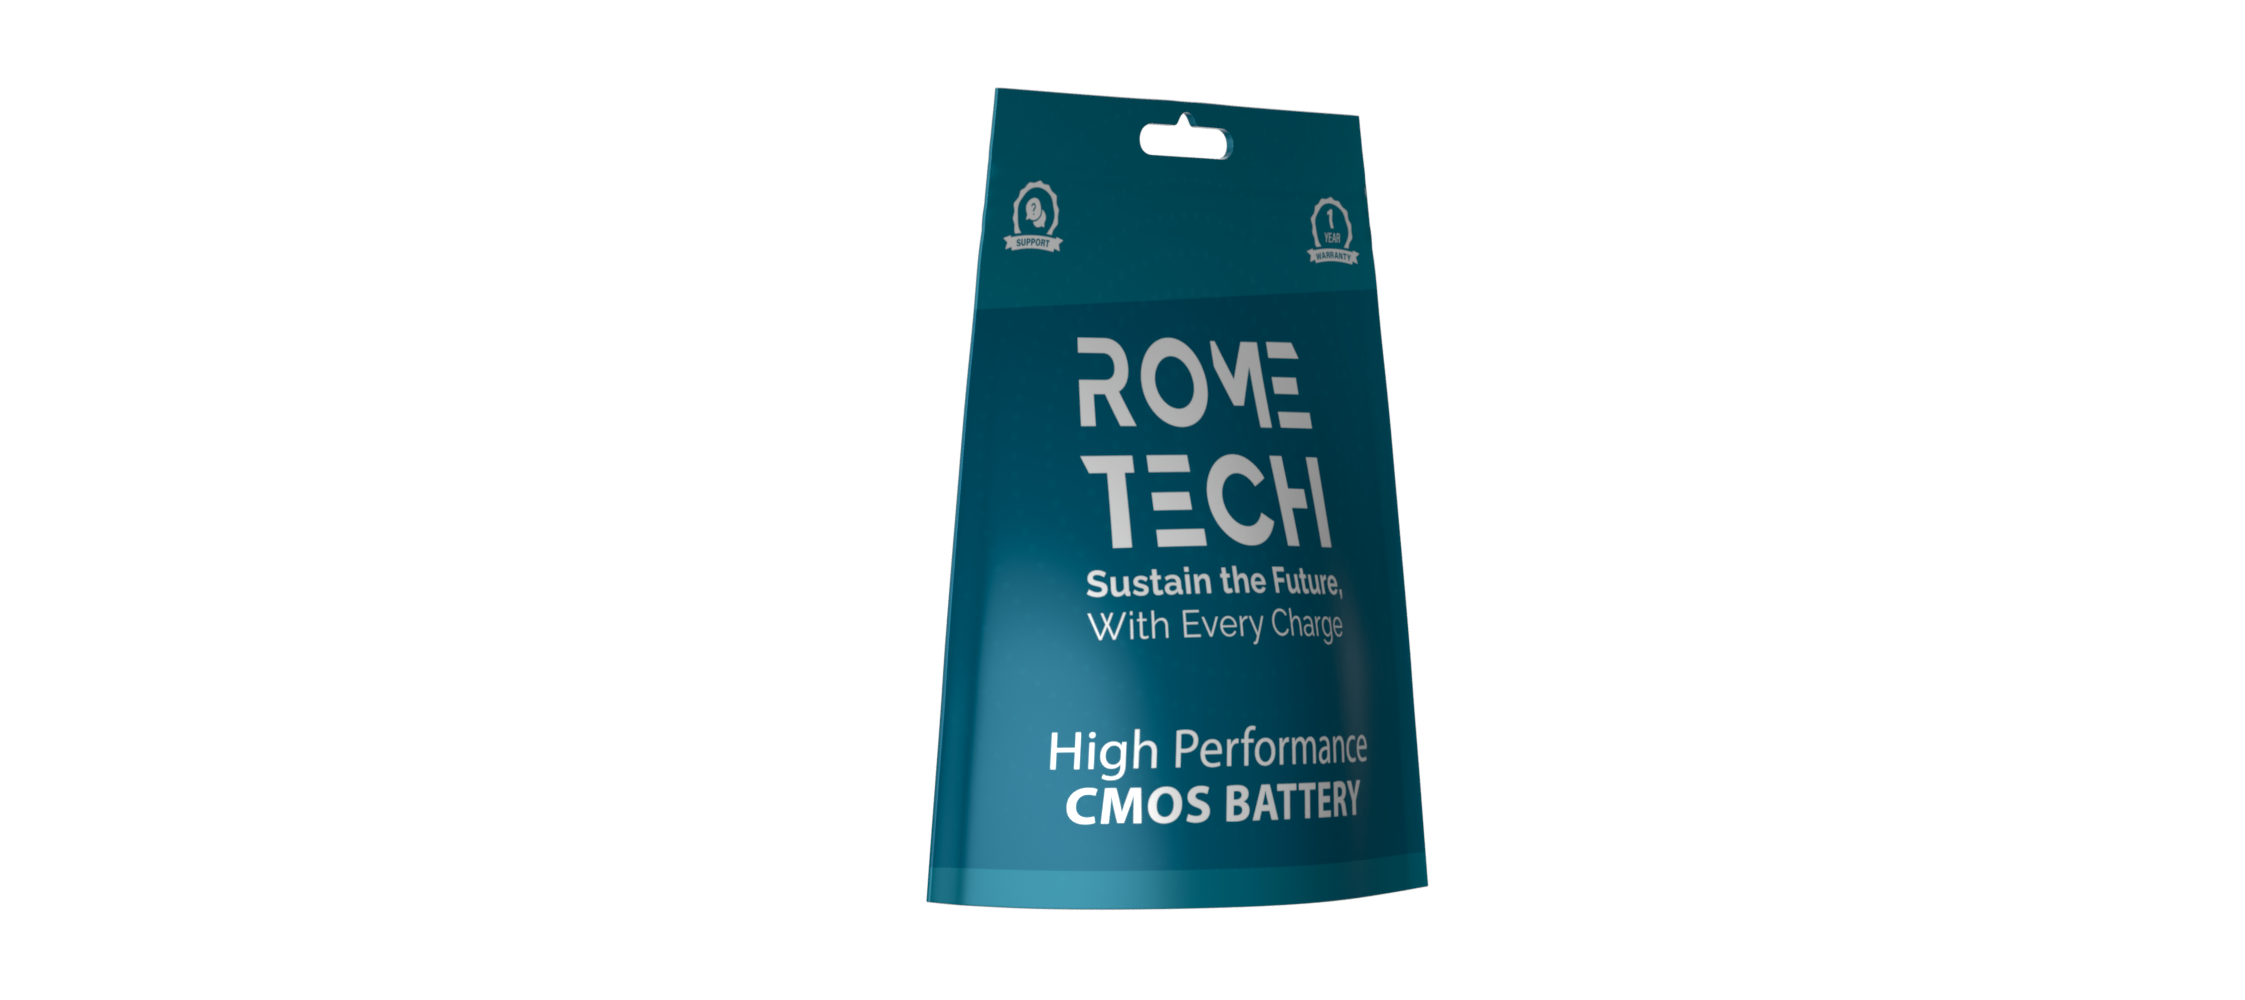 ?
SUPPORT
1
YEAR
WARRANTY
ROME
TECH
Sustain the Future,
With Every Charge
High Performance
CMOS BATTERY